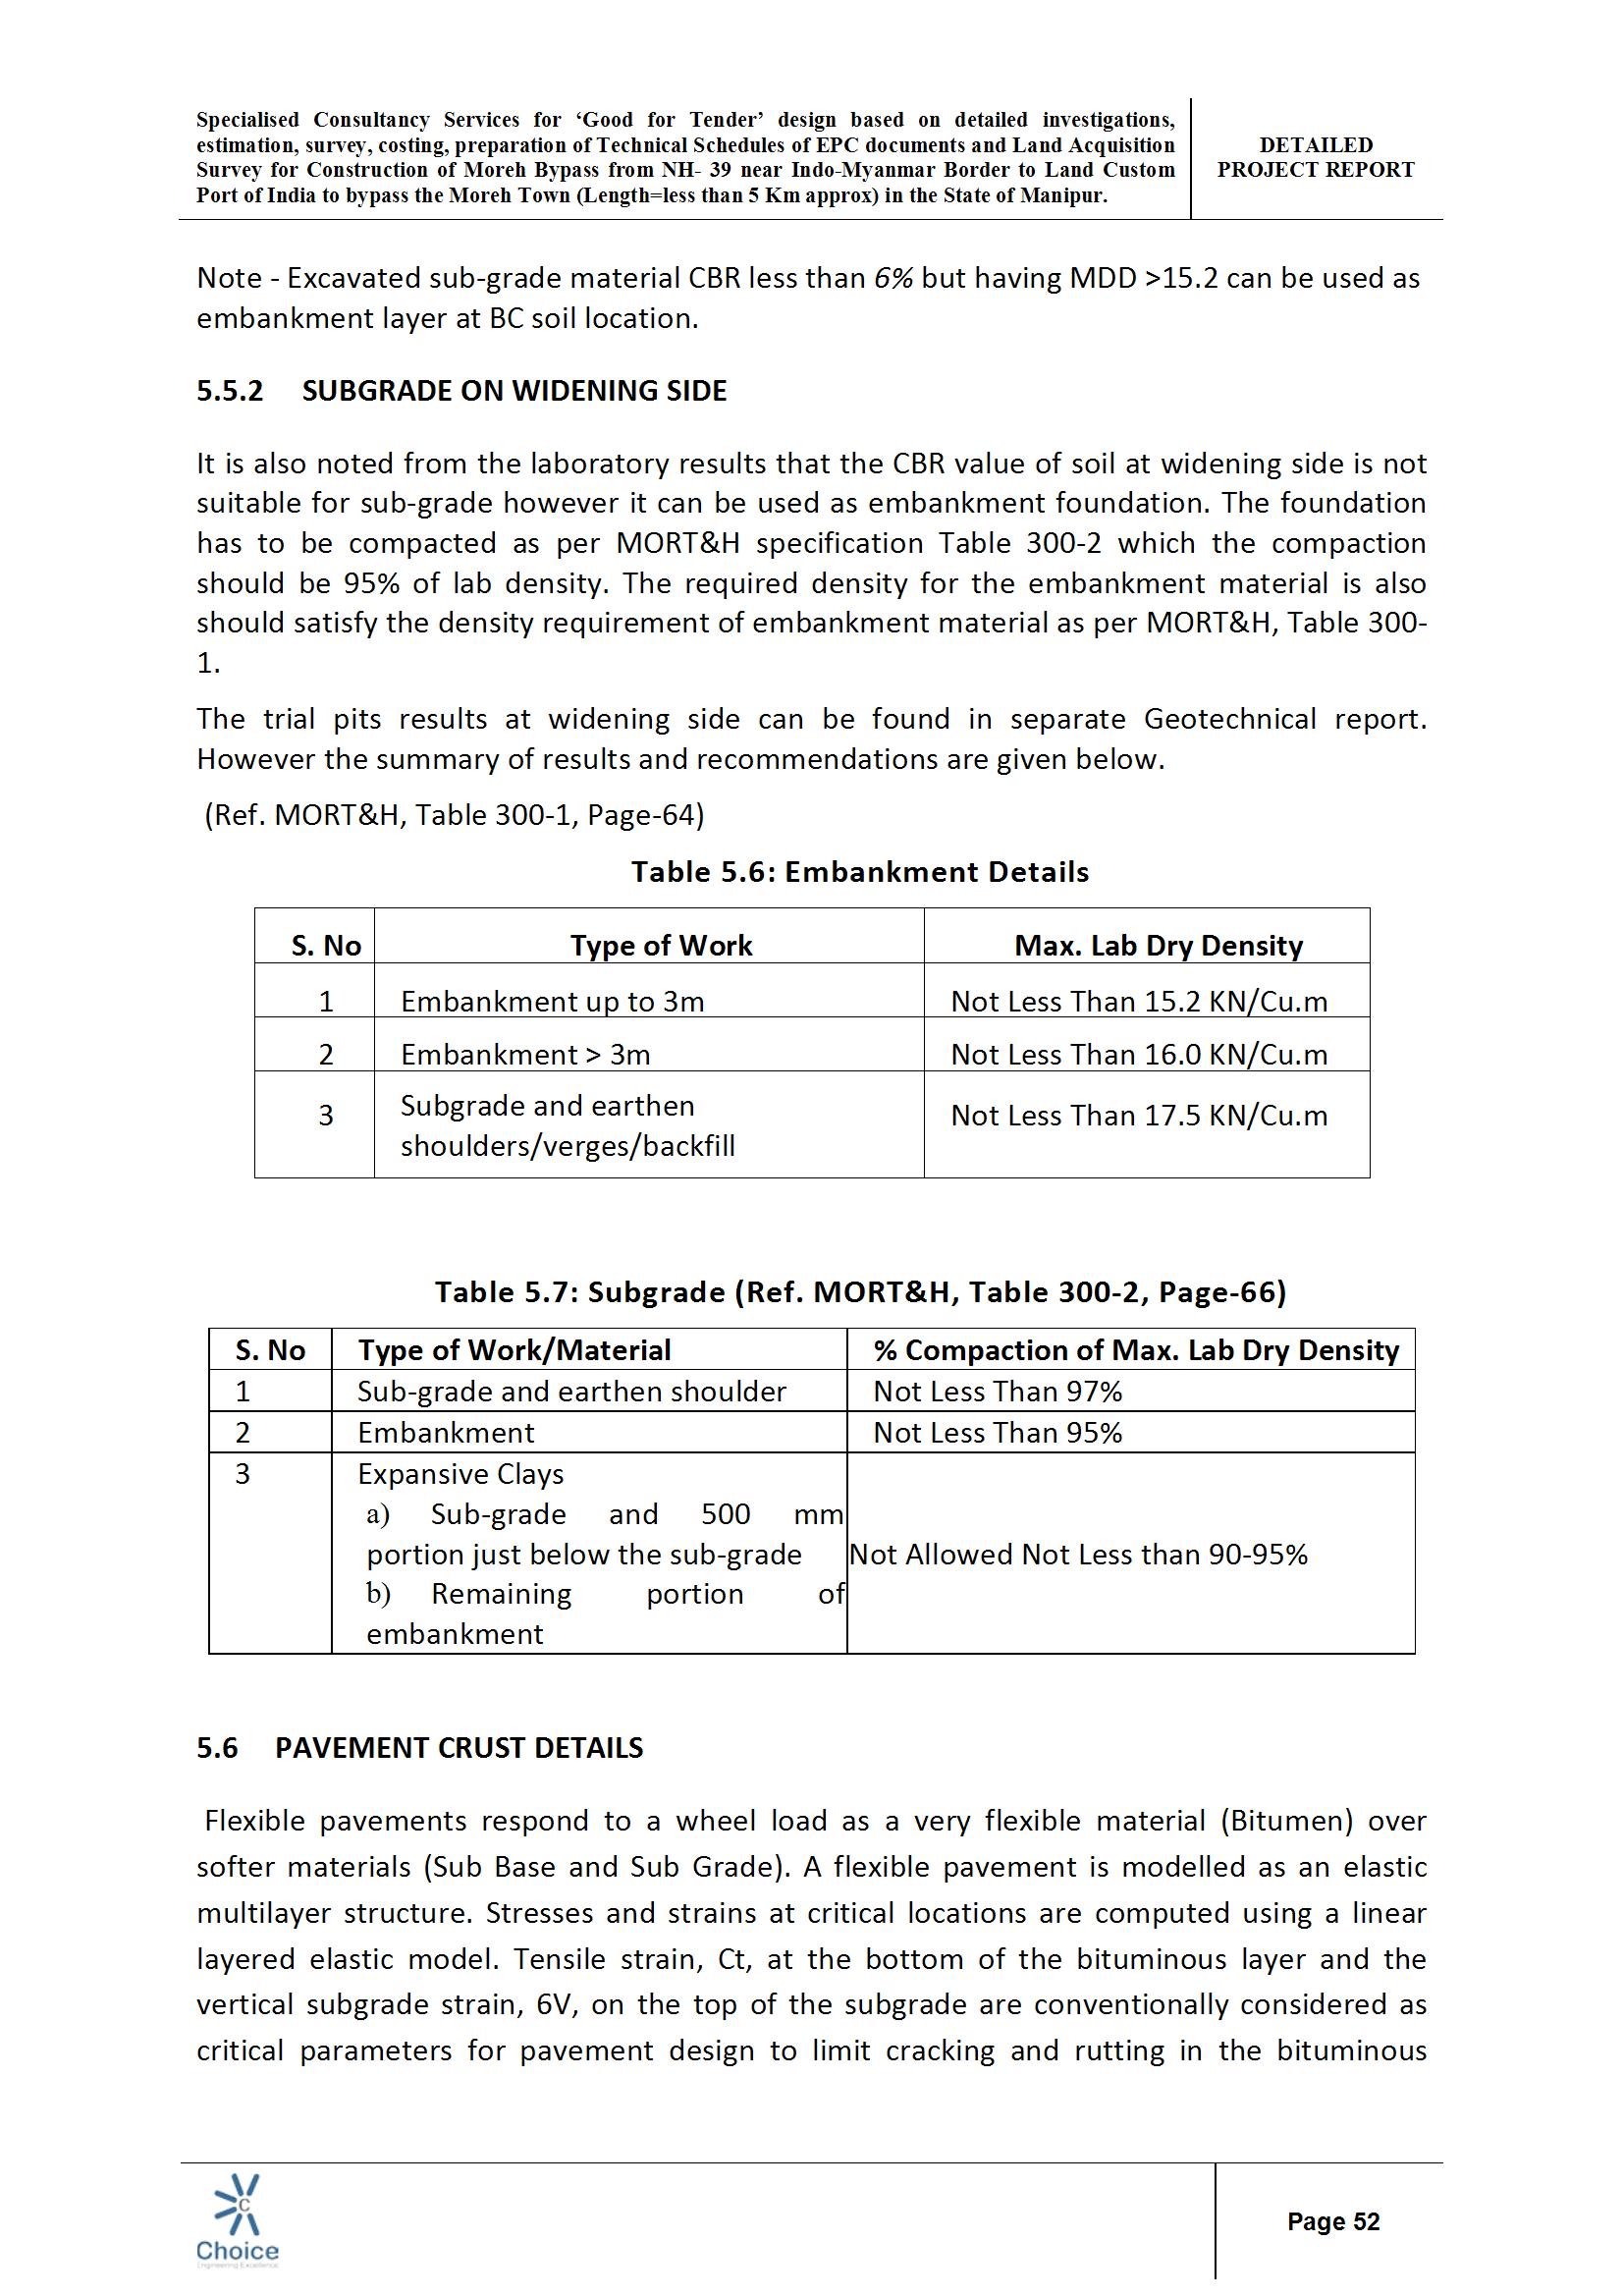 Specialised Consultancy Services for ‘Good for Tender’ design based on detailed investigations,
estimation, survey, costing, preparation of Technical Schedules of EPC documents and Land Acquisition
Survey for Construction of Moreh Bypass from NH- 39 near Indo-Myanmar Border to Land Custom
Port of India to bypass the Moreh Town (Length=less than 5 Km approx) in the State of Manipur.
DETAILED
PROJECT REPORT
Note - Excavated sub-grade material CBR less than 6% but having MDD >15.2 can be used as
embankment layer at BC soil location.
5.5.2 SUBGRADE ON WIDENING SIDE
It is also noted from the laboratory results that the CBR value of soil at widening side is not
suitable for sub-grade however it can be used as embankment foundation. The foundation
has to be compacted as per MORT&H specification Table 300-2 which the compaction
should be 95% of lab density. The required density for the embankment material is also
should satisfy the density requirement of embankment material as per MORT&H, Table 300-
1.
The trial pits results at widening side can be found in separate Geotechnical report.
However the summary of results and recommendations are given below.
(Ref. MORT&H, Table 300-1, Page-64)
Table 5.6: Embankment Details
S. No Type of Work Max. Lab Dry Density
1 Embankment up to 3m Not Less Than 15.2 KN/Cu.m
2 Embankment > 3m Not Less Than 16.0 KN/Cu.m
3 Subgrade and earthen Not Less Than 17.5 KN/Cu.m
shoulders/verges/backfill
Table 5.7: Subgrade (Ref. MORT&H, Table 300-2, Page-66)
S. No Type of Work/Material % Compaction of Max. Lab Dry Density
1 Sub-grade and earthen shoulder Not Less Than 97%
2 Embankment Not Less Than 95%
3 Expansive Clays
a) Sub-grade and 500 mm
portion just below the sub-grade Not Allowed Not Less than 90-95%
b) Remaining portion of
embankment
5.6 PAVEMENT CRUST DETAILS
Flexible pavements respond to a wheel load as a very flexible material (Bitumen) over
softer materials (Sub Base and Sub Grade). A flexible pavement is modelled as an elastic
multilayer structure. Stresses and strains at critical locations are computed using a linear
layered elastic model. Tensile strain, Ct, at the bottom of the bituminous layer and the
vertical subgrade strain, 6V, on the top of the subgrade are conventionally considered as
critical parameters for pavement design to limit cracking and rutting in the bituminous
C
Choice
Engineering Excellence
Page 52